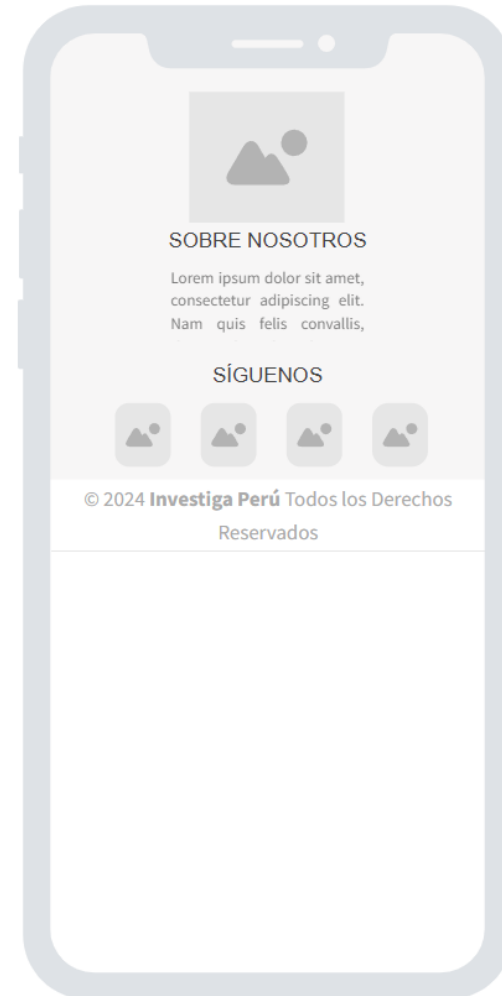 SOBRE NOSOTROS
Lorem ipsum dolor sit amet,
consectetur adipiscing elit.
Nam quis felis convallis,
SÍGUENOS
© 2024 Investiga Perú Todos los Derechos
Reservados